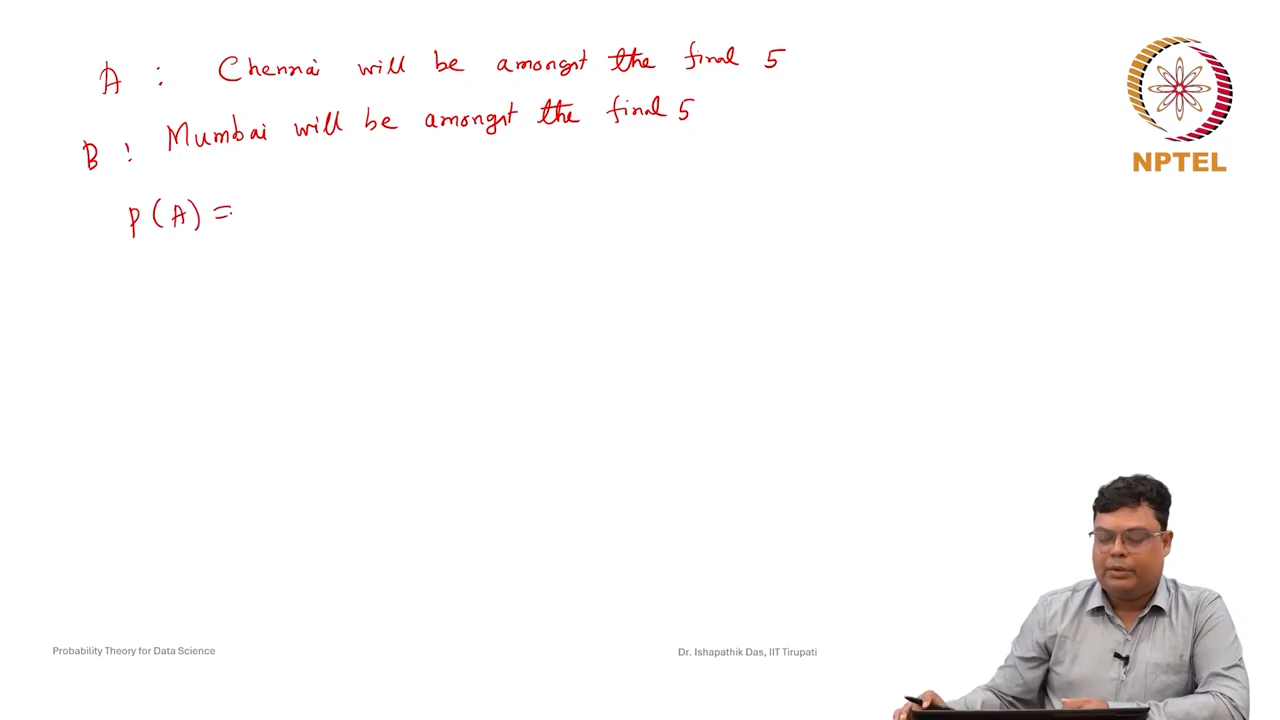 A : Chennai will be amongst the final 5
B : Mumbai will be amongst the final 5
P(A) =
NPTEL
Probability Theory for Data Science
Dr. Ishapathik Das, IIT Tirupati